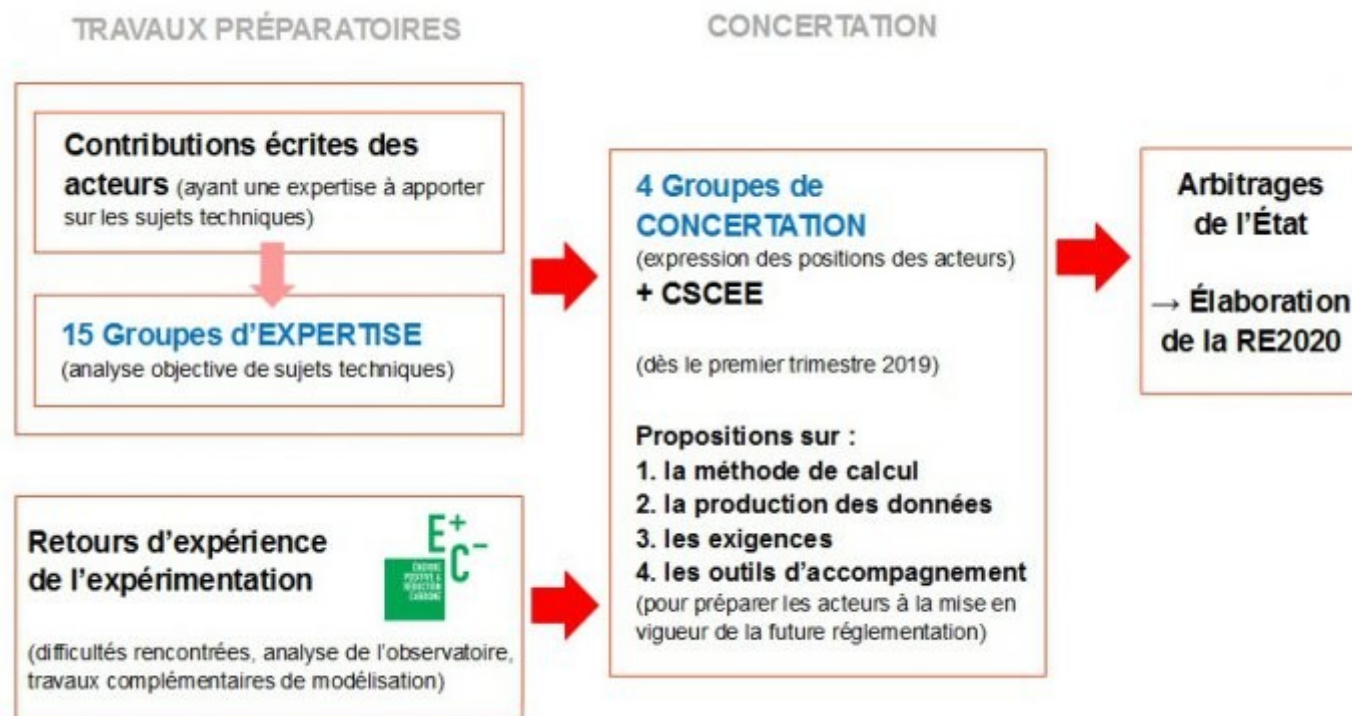 TRAVAUX PRÉPARATOIRES
Contributions écrites des
acteurs (ayant une expertise à apporter
sur les sujets techniques)
15 Groupes d’EXPERTISE
(analyse objective de sujets techniques)
Retours d’expérience
de l’expérimentation
E+
C-
ÉNERGIE
POSITIVE &
RÉDUCTION
CARBONE
(difficultés rencontrées, analyse de l’observatoire,
travaux complémentaires de modélisation)
CONCERTATION
4 Groupes de
CONCERTATION
(expression des positions des acteurs)
+ CSCEE
(dès le premier trimestre 2019)
Propositions sur :
1. la méthode de calcul
2. la production des données
3. les exigences
4. les outils d’accompagnement
(pour préparer les acteurs à la mise en
vigueur de la future réglementation)
Arbitrages
de l’État
→ Élaboration
de la RE2020